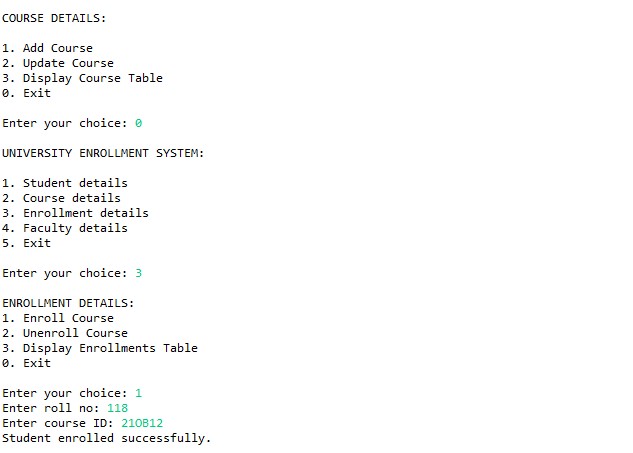 COURSE DETAILS:
1. Add Course
2. Update Course
3. Display Course Table
0. Exit
Enter your choice: 0
UNIVERSITY ENROLLMENT SYSTEM:
1. Student details
2. Course details
3. Enrollment details
4. Faculty details
5. Exit
Enter your choice: 3
ENROLLMENT DETAILS:
1. Enroll Course
2. Unenroll Course
3. Display Enrollments Table
0. Exit
Enter your choice: 1
Enter roll no: 118
Enter course ID: 21OB12
Student enrolled successfully.